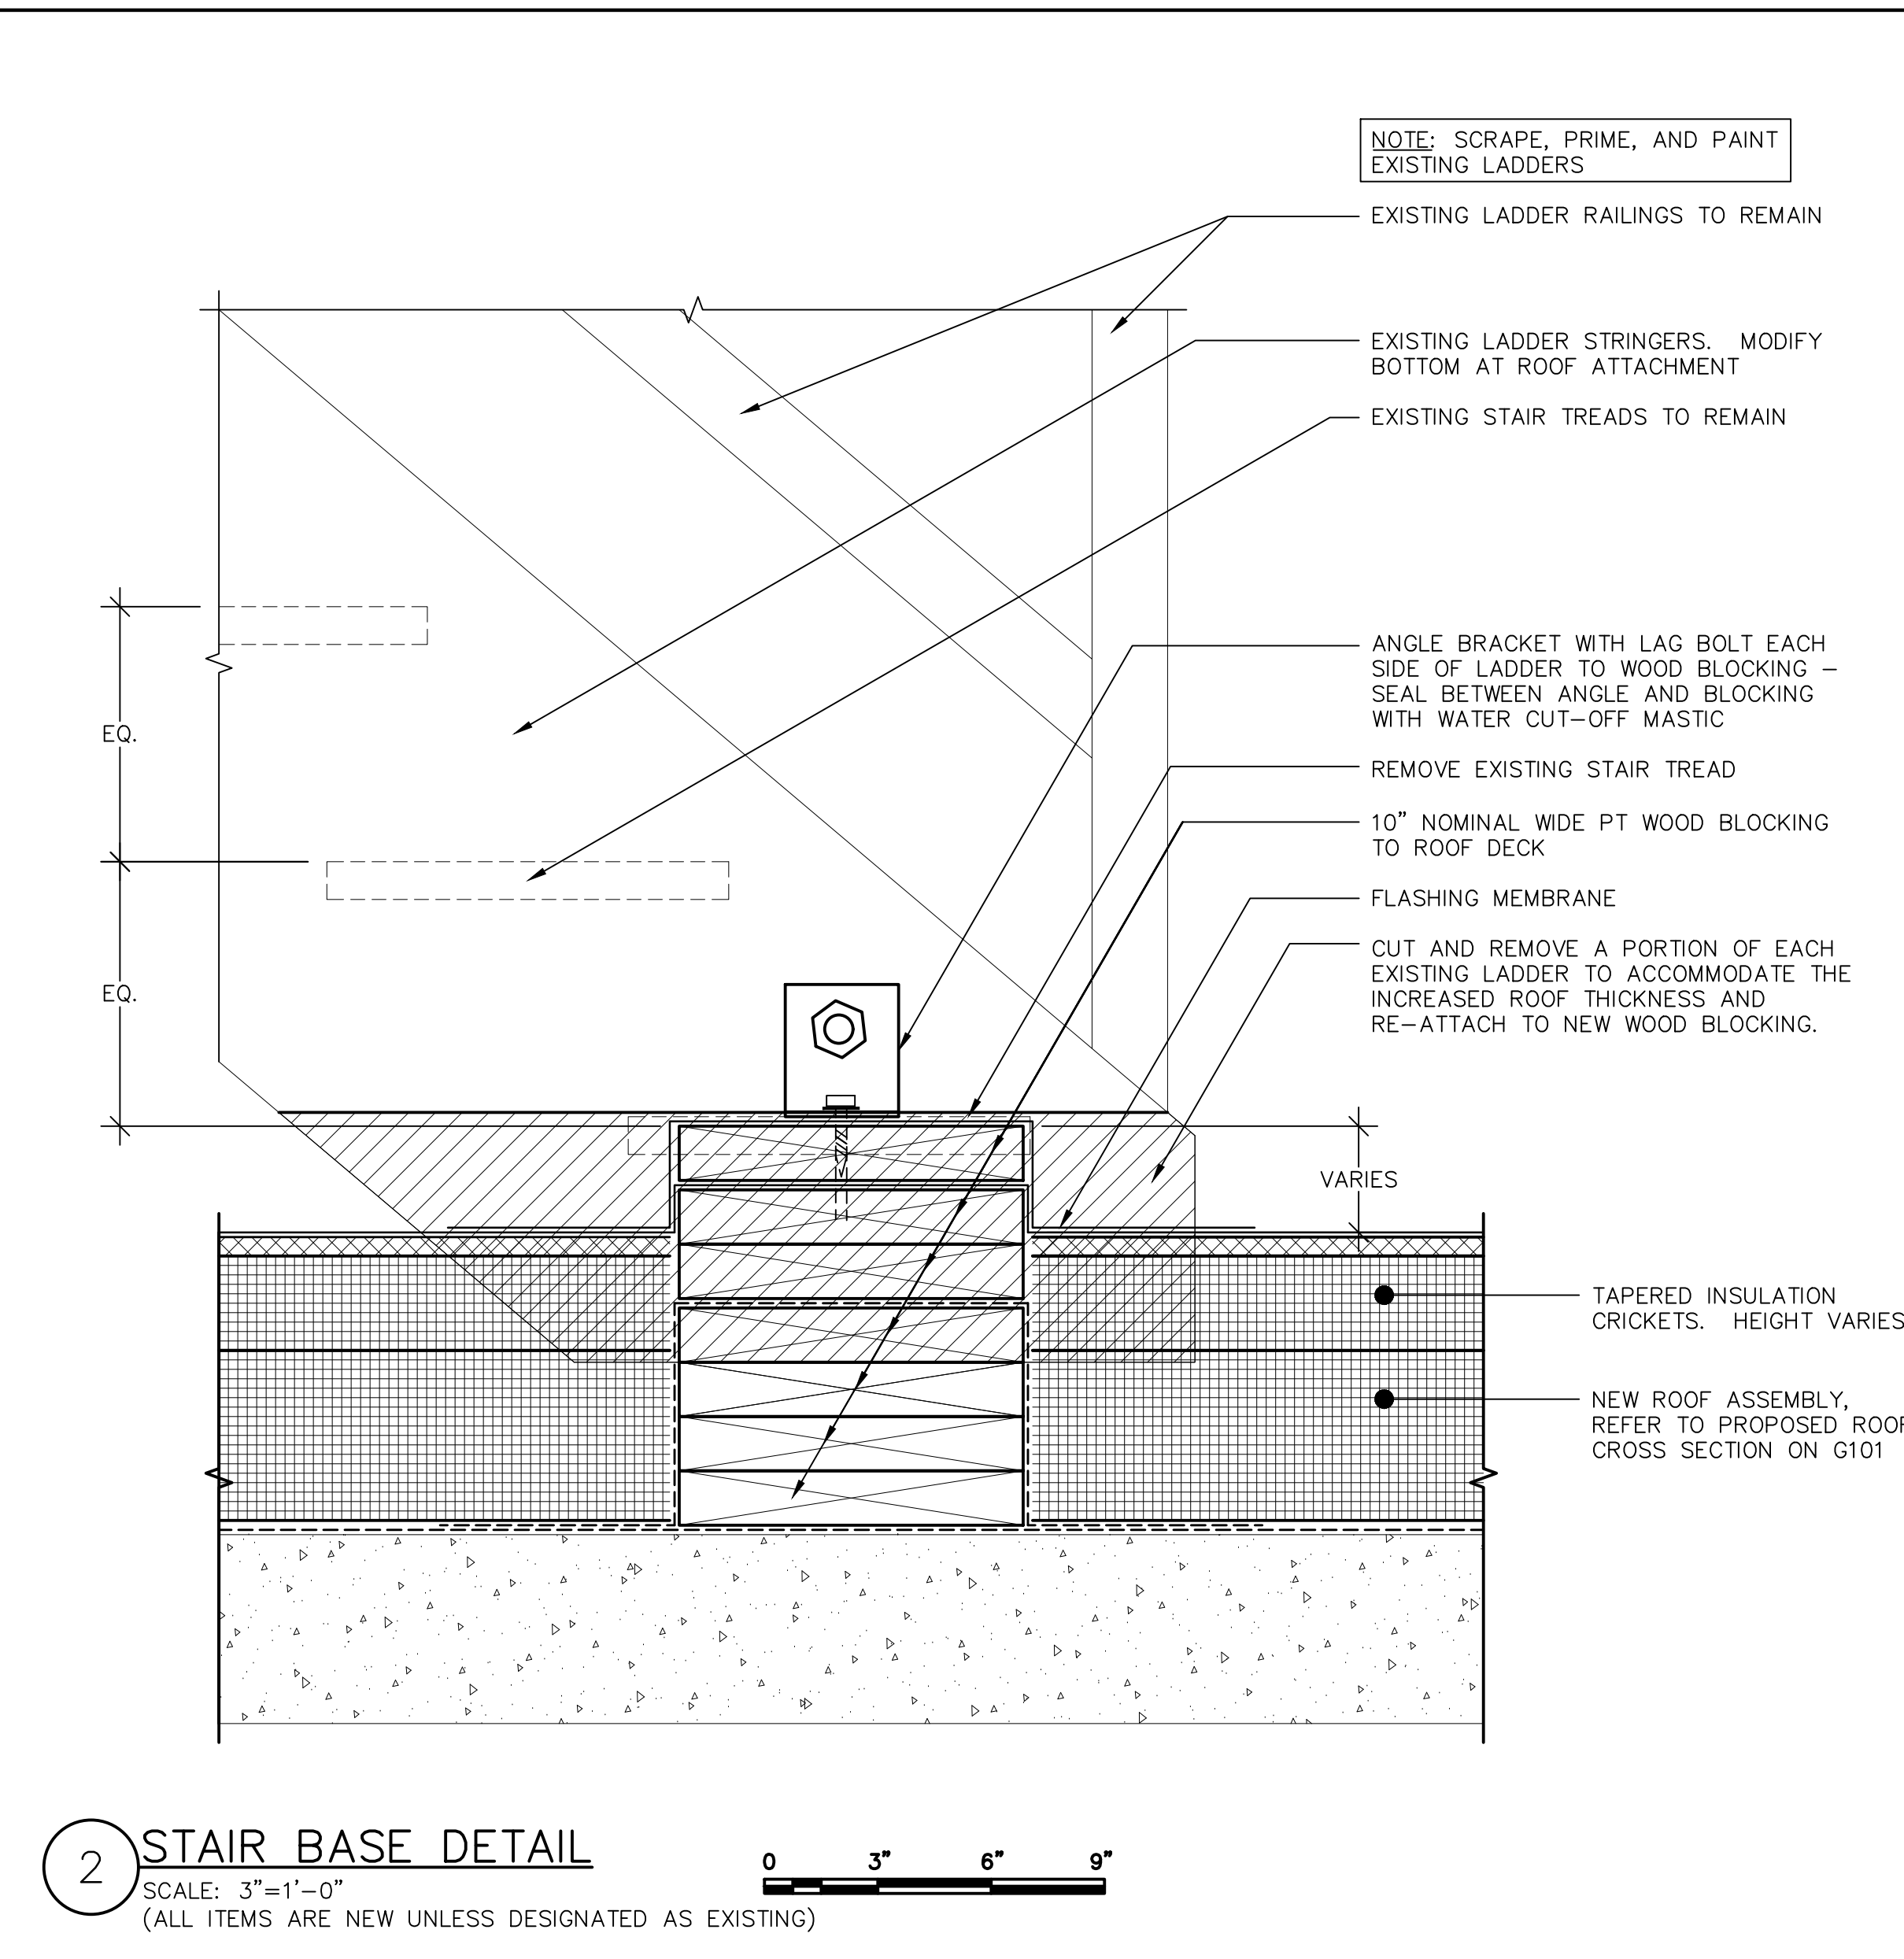 NOTE: SCRAPE, PRIME, AND PAINT
EXISTING LADDERS
EXISTING LADDER RAILINGS TO REMAIN
EXISTING LADDER STRINGERS. MODIFY
BOTTOM AT ROOF ATTACHMENT
EXISTING STAIR TREADS TO REMAIN
ANGLE BRACKET WITH LAG BOLT EACH
SIDE OF LADDER TO WOOD BLOCKING –
SEAL BETWEEN ANGLE AND BLOCKING
WITH WATER CUT–OFF MASTIC
EQ.
REMOVE EXISTING STAIR TREAD
10” NOMINAL WIDE PT WOOD BLOCKING
TO ROOF DECK
FLASHING MEMBRANE
CUT AND REMOVE A PORTION OF EACH
EXISTING LADDER TO ACCOMMODATE THE
INCREASED ROOF THICKNESS AND
RE–ATTACH TO NEW WOOD BLOCKING.
EQ.
VARIES
TAPERED INSULATION
CRICKETS. HEIGHT VARIES
NEW ROOF ASSEMBLY,
REFER TO PROPOSED ROOF
CROSS SECTION ON G101
2
STAIR BASE DETAIL
SCALE: 3”=1’–0”
(ALL ITEMS ARE NEW UNLESS DESIGNATED AS EXISTING)
0 3” 6” 9”